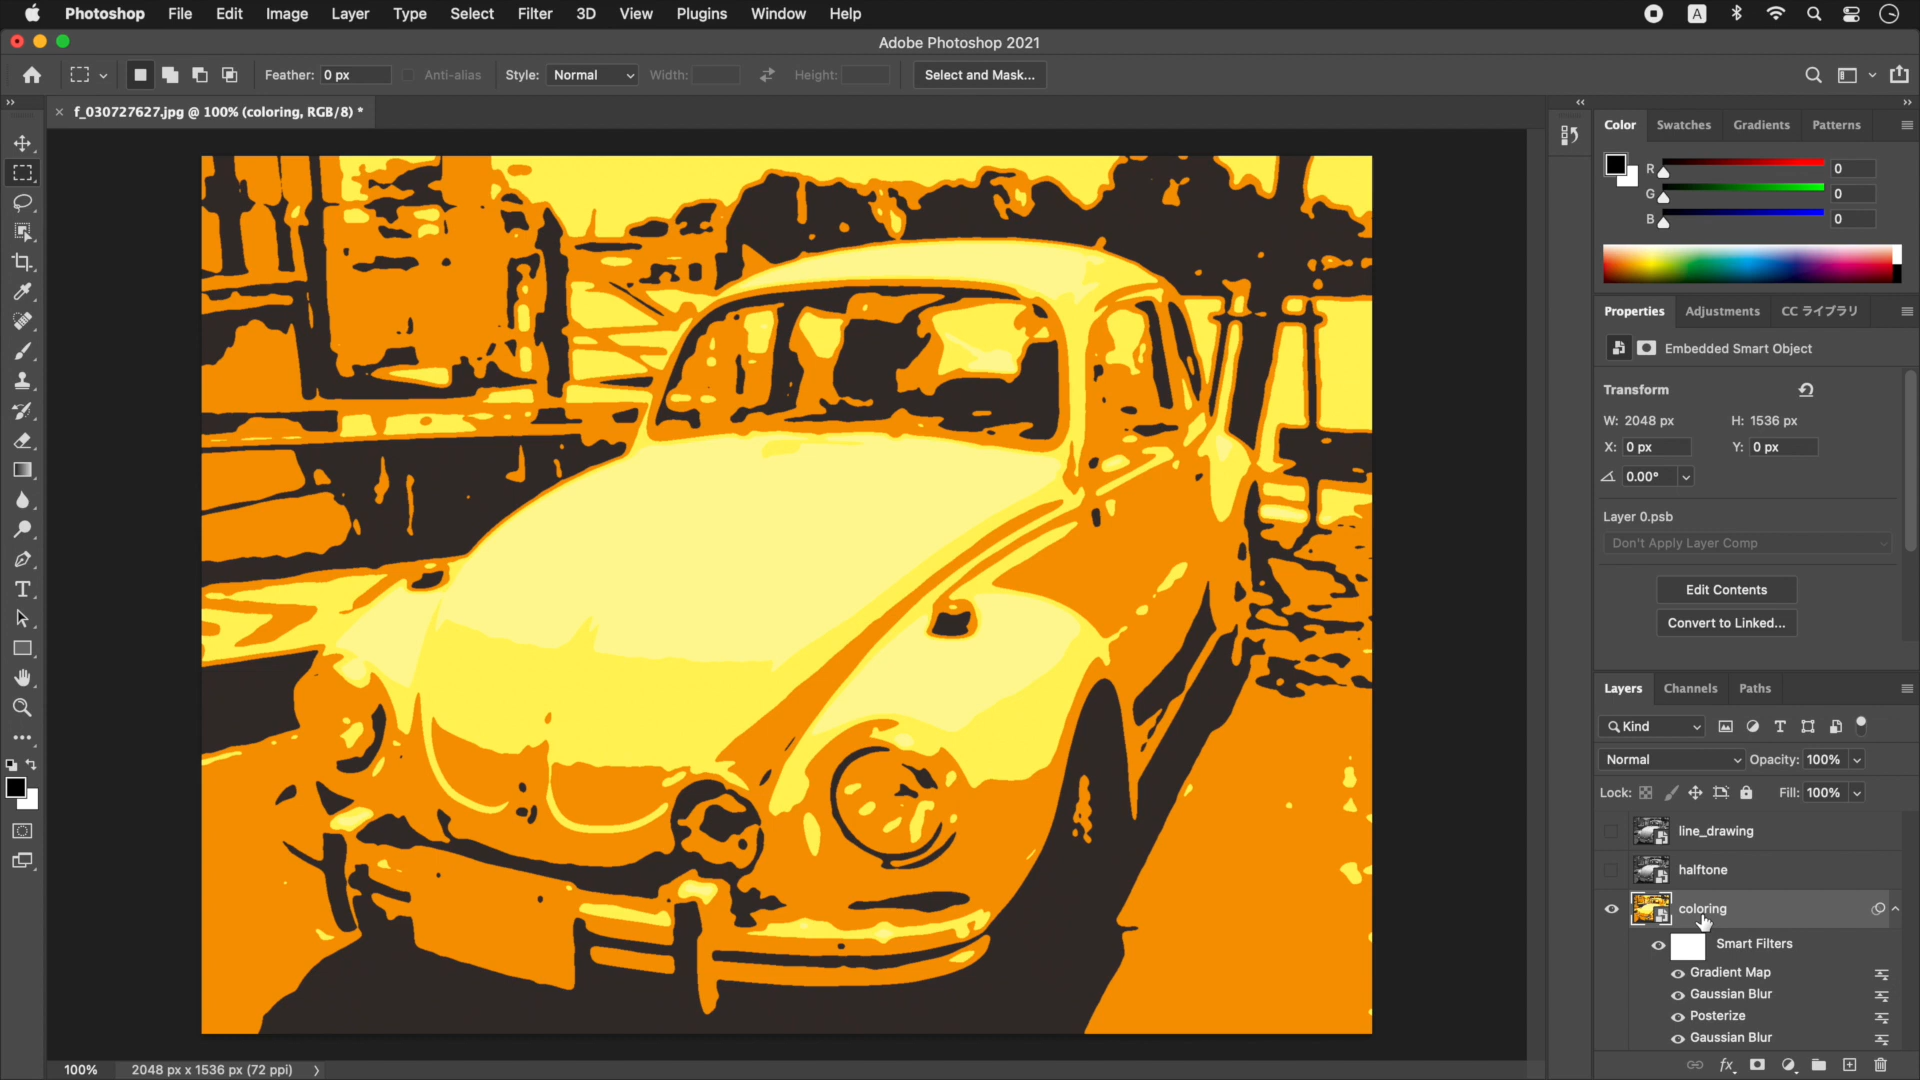 Photoshop File Edit Image Layer Type Select Filter 3D View Plugins Window Help A
Adobe Photoshop 2021
Feather: 0 px Anti-alias Style: Normal Width: Height: Select and Mask...
f_030727627.jpg @ 100% (coloring, RGB/8) *
Color Swatches Gradients Patterns
R 0
G 0
B 0
Properties Adjustments CC ライブラリ
Embedded Smart Object
Transform
W: 2048 px H: 1536 px
X: 0 px Y: 0 px
0.00°
Layer 0.psb
Don't Apply Layer Comp
Edit Contents
Convert to Linked...
Layers Channels Paths
Kind
Normal Opacity: 100%
Lock: Fill: 100%
line_drawing
halftone
coloring
Smart Filters
Gradient Map
Gaussian Blur
Posterize
Gaussian Blur
100% 2048 px x 1536 px (72 ppi)